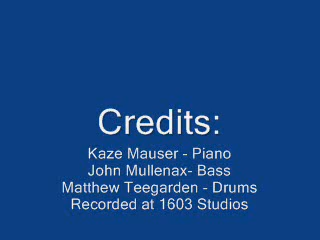 Credits:
Kaze Mauser - Piano
John Mullenax- Bass
Matthew Teegarden - Drums
Recorded at 1603 Studios